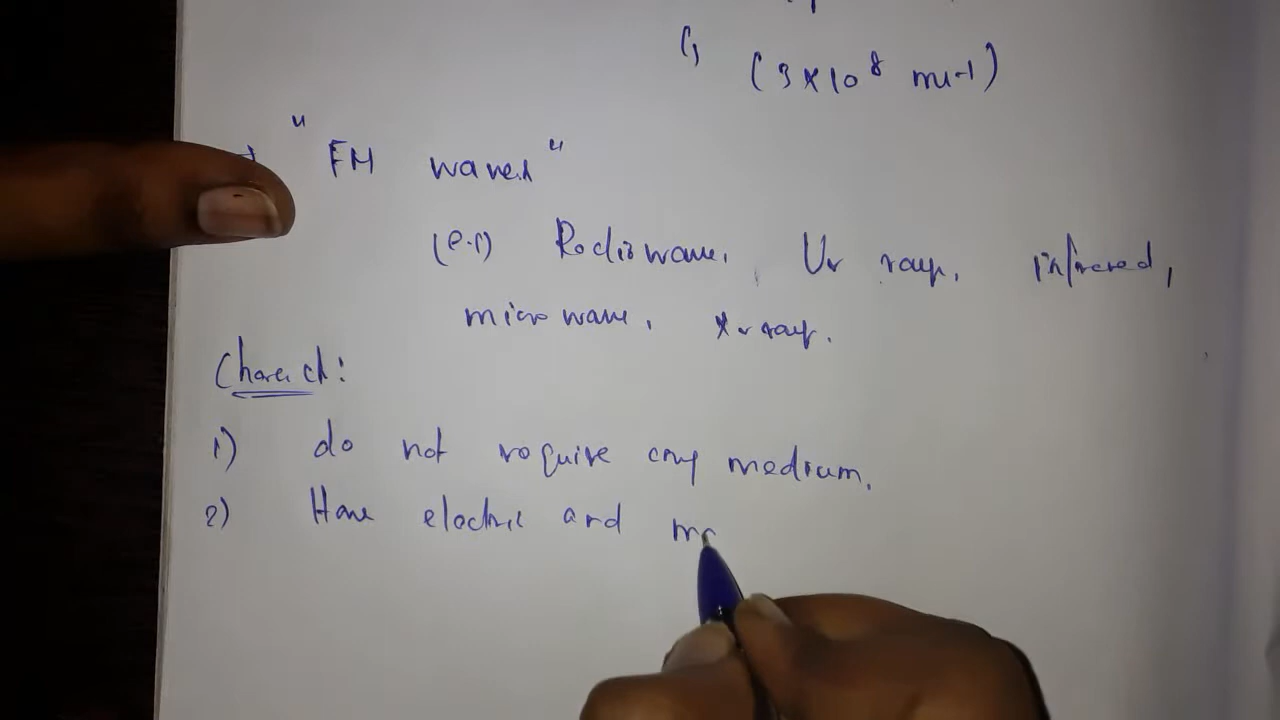 (3×10⁸ ms-1)
" EM waves "
(e.g) Radiowave, Uv rays, infrared,
microwave, x-rays.
Charact:
1) do not require any medium.
2) Have electric and ma